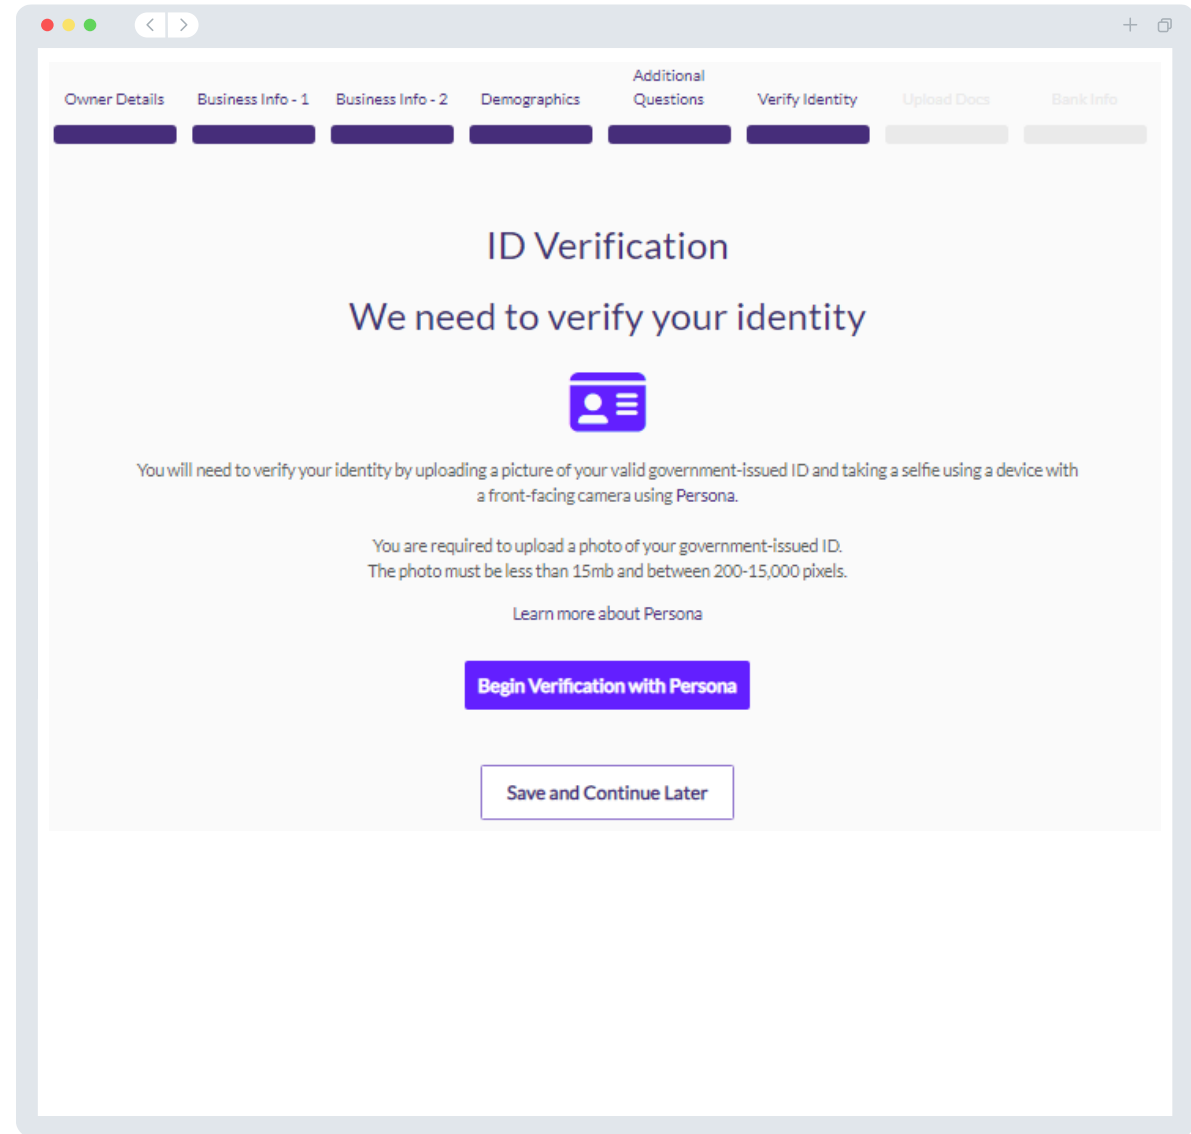 Owner Details
Business Info - 1
Business Info - 2
Demographics
Additional
Questions
Verify Identity
Upload Docs
Bank Info
ID Verification
We need to verify your identity
You will need to verify your identity by uploading a picture of your valid government-issued ID and taking a selfie using a device with
a front-facing camera using Persona.
You are required to upload a photo of your government-issued ID.
The photo must be less than 15mb and between 200-15,000 pixels.
Learn more about Persona
Begin Verification with Persona
Save and Continue Later